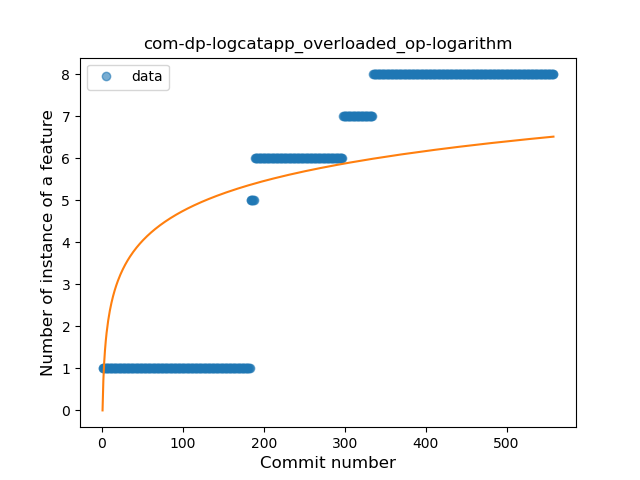 com-dp-logcatapp_overloaded_op-logarithm
data
Number of instance of a feature
8
7
6
5
4
3
2
1
0
0 100 200 300 400 500
Commit number